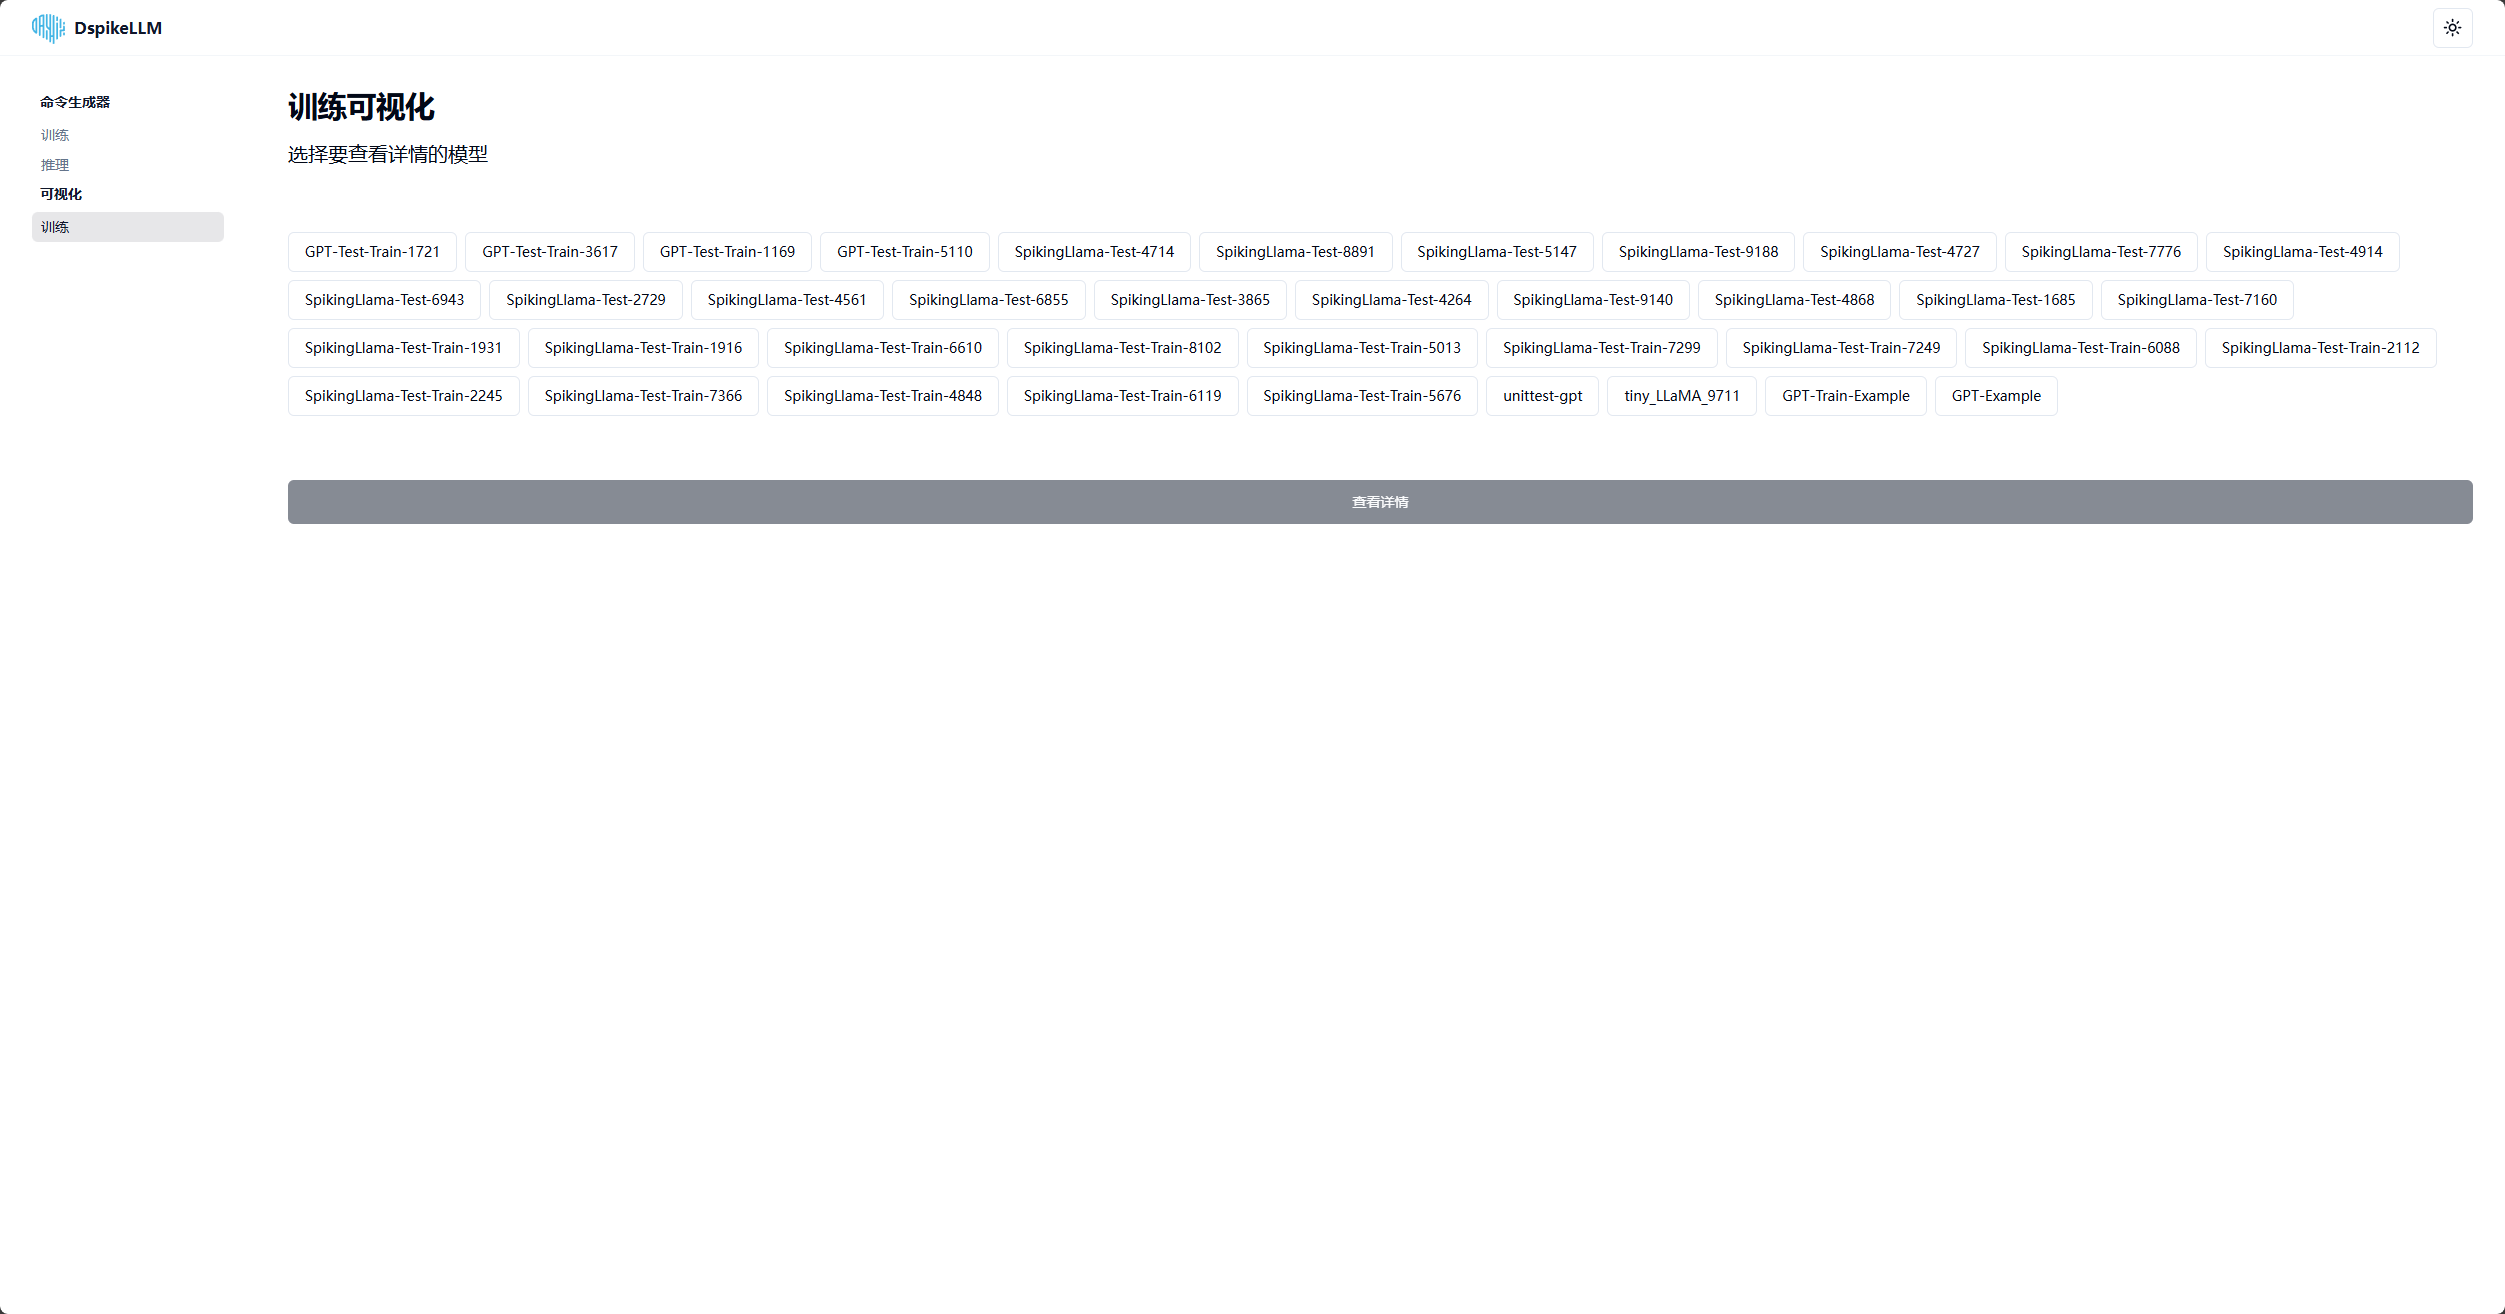 DspikeLLM
命令生成器
训练
推理
可视化
训练
训练可视化
选择要查看详情的模型
GPT-Test-Train-1721 GPT-Test-Train-3617 GPT-Test-Train-1169 GPT-Test-Train-5110 SpikingLlama-Test-4714 SpikingLlama-Test-8891 SpikingLlama-Test-5147 SpikingLlama-Test-9188 SpikingLlama-Test-4727 SpikingLlama-Test-7776 SpikingLlama-Test-4914
SpikingLlama-Test-6943 SpikingLlama-Test-2729 SpikingLlama-Test-4561 SpikingLlama-Test-6855 SpikingLlama-Test-3865 SpikingLlama-Test-4264 SpikingLlama-Test-9140 SpikingLlama-Test-4868 SpikingLlama-Test-1685 SpikingLlama-Test-7160
SpikingLlama-Test-Train-1931 SpikingLlama-Test-Train-1916 SpikingLlama-Test-Train-6610 SpikingLlama-Test-Train-8102 SpikingLlama-Test-Train-5013 SpikingLlama-Test-Train-7299 SpikingLlama-Test-Train-7249 SpikingLlama-Test-Train-6088 SpikingLlama-Test-Train-2112
SpikingLlama-Test-Train-2245 SpikingLlama-Test-Train-7366 SpikingLlama-Test-Train-4848 SpikingLlama-Test-Train-6119 SpikingLlama-Test-Train-5676 unittest-gpt tiny_LLaMA_9711 GPT-Train-Example GPT-Example
查看详情